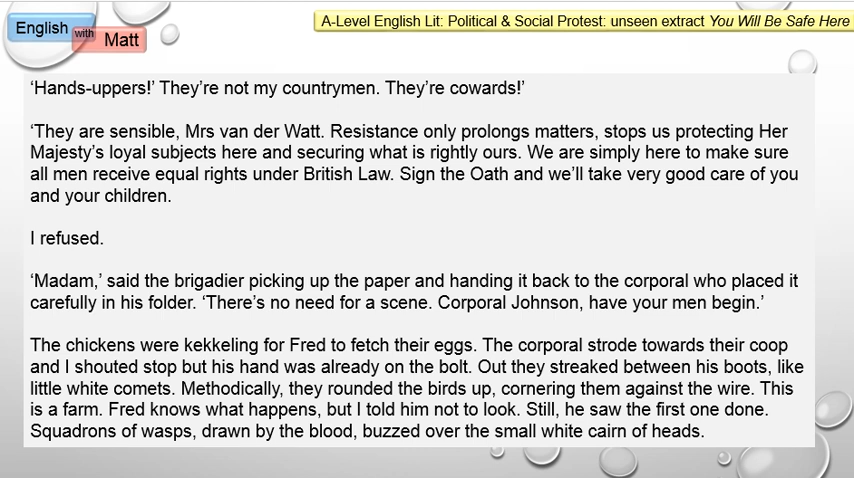 English with Matt
A-Level English Lit: Political & Social Protest: unseen extract You Will Be Safe Here
‘Hands-uppers!’ They’re not my countrymen. They’re cowards!’
‘They are sensible, Mrs van der Watt. Resistance only prolongs matters, stops us protecting Her
Majesty’s loyal subjects here and securing what is rightly ours. We are simply here to make sure
all men receive equal rights under British Law. Sign the Oath and we’ll take very good care of you
and your children.
I refused.
‘Madam,’ said the brigadier picking up the paper and handing it back to the corporal who placed it
carefully in his folder. ‘There’s no need for a scene. Corporal Johnson, have your men begin.’
The chickens were kekkeling for Fred to fetch their eggs. The corporal strode towards their coop
and I shouted stop but his hand was already on the bolt. Out they streaked between his boots, like
little white comets. Methodically, they rounded the birds up, cornering them against the wire. This
is a farm. Fred knows what happens, but I told him not to look. Still, he saw the first one done.
Squadrons of wasps, drawn by the blood, buzzed over the small white cairn of heads.